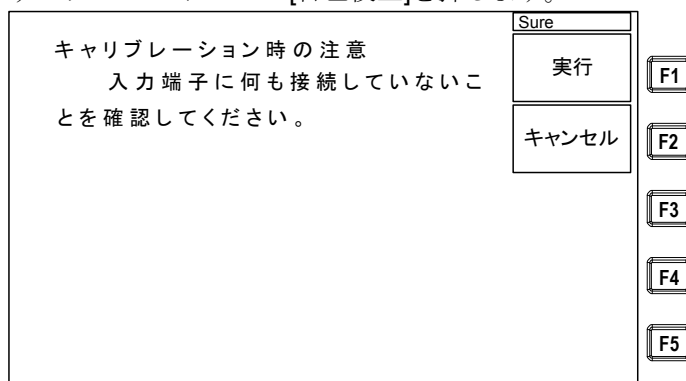 Sure
キャリブレーション時の注意
入力端子に何も接続していないこ
とを確認してください。
実行
キャンセル
F1
F2
F3
F4
F5